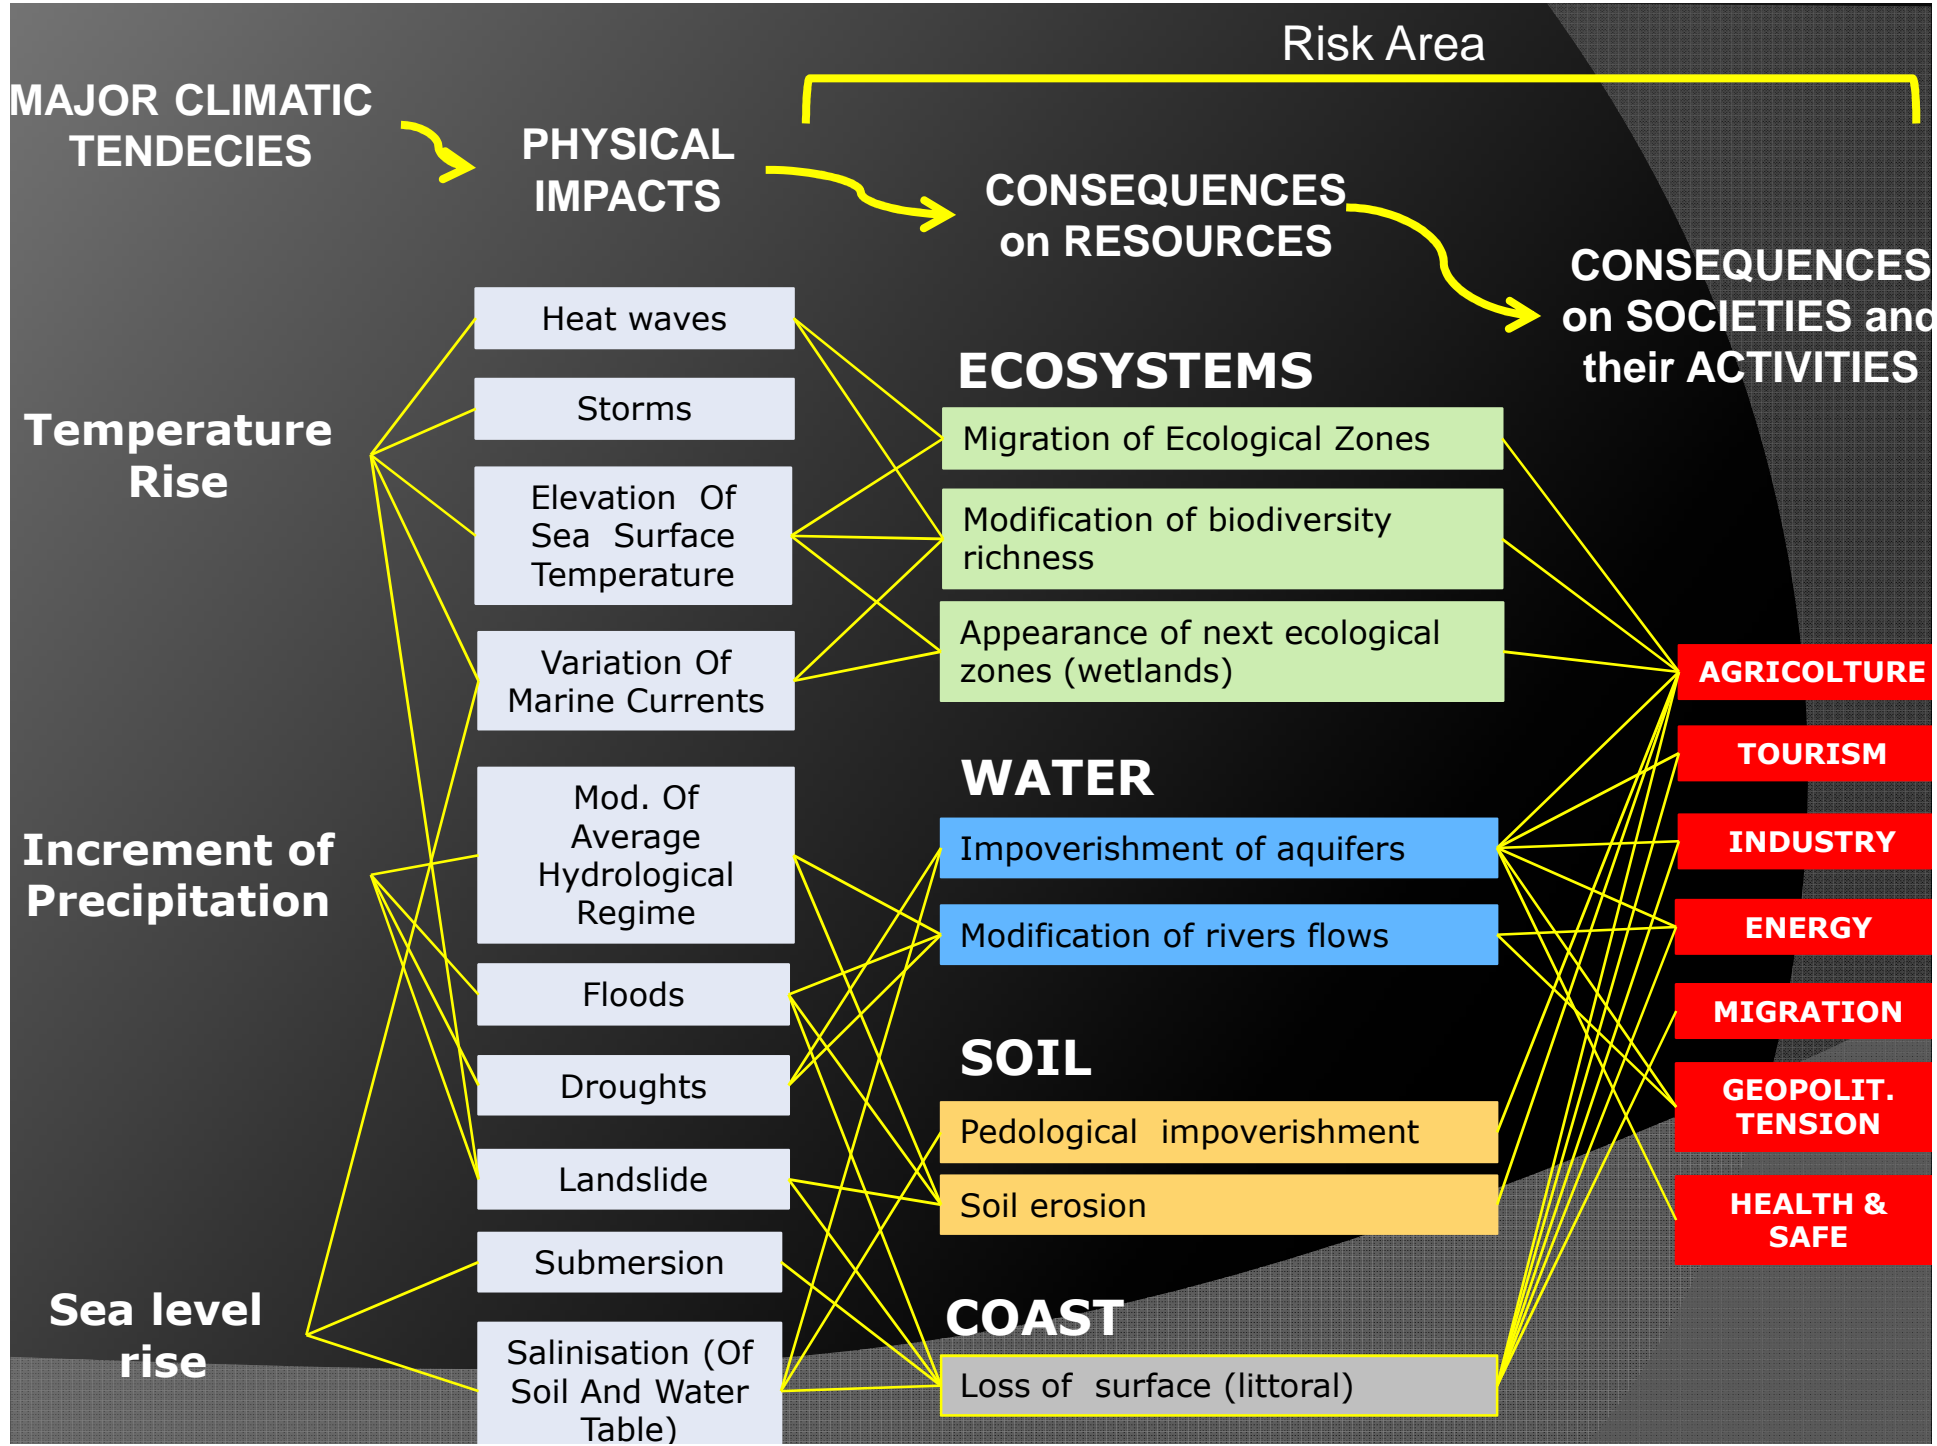 Risk Area
MAJOR CLIMATIC
TENDECIES
PHYSICAL
IMPACTS
CONSEQUENCES
on RESOURCES
CONSEQUENCES
on SOCIETIES and
their ACTIVITIES
Temperature
Rise
Increment of
Precipitation
Sea level
rise
Heat waves
Storms
Elevation Of
Sea Surface
Temperature
Variation Of
Marine Currents
Mod. Of
Average
Hydrological
Regime
Floods
Droughts
Landslide
Submersion
Salinisation (Of
Soil And Water
Table)
ECOSYSTEMS
Migration of Ecological Zones
Modification of biodiversity
richness
Appearance of next ecological
zones (wetlands)
WATER
Impoverishment of aquifers
Modification of rivers flows
SOIL
Pedological impoverishment
Soil erosion
COAST
Loss of surface (littoral)
AGRICOLTURE
TOURISM
INDUSTRY
ENERGY
MIGRATION
GEOPOLIT.
TENSION
HEALTH &
SAFE